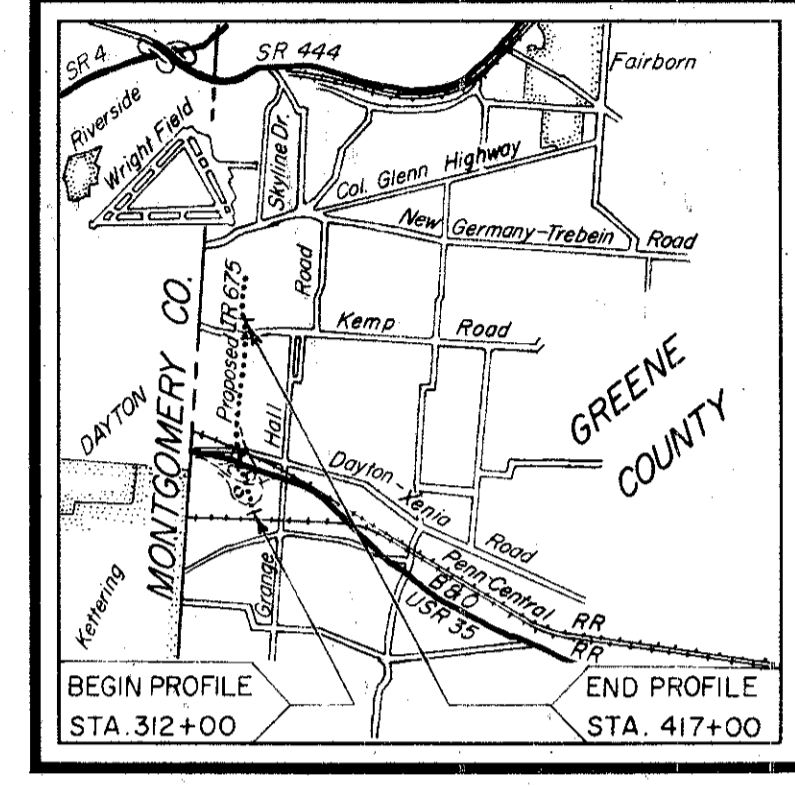 SR 4
SR 444
Fairborn
Riverside
Wright Field
Skyline Dr.
Col. Glenn Highway
New Germany-Trebein Road
Road
Proposed IR 675
Kemp Road
MONTGOMERY CO.
GREENE
COUNTY
DAYTON
Hall
Dayton-Xenia
Road
Penn Central
RR
B&O
RR
USR 35
Grange
Kettering
BEGIN PROFILE
STA. 312+00
END PROFILE
STA. 417+00